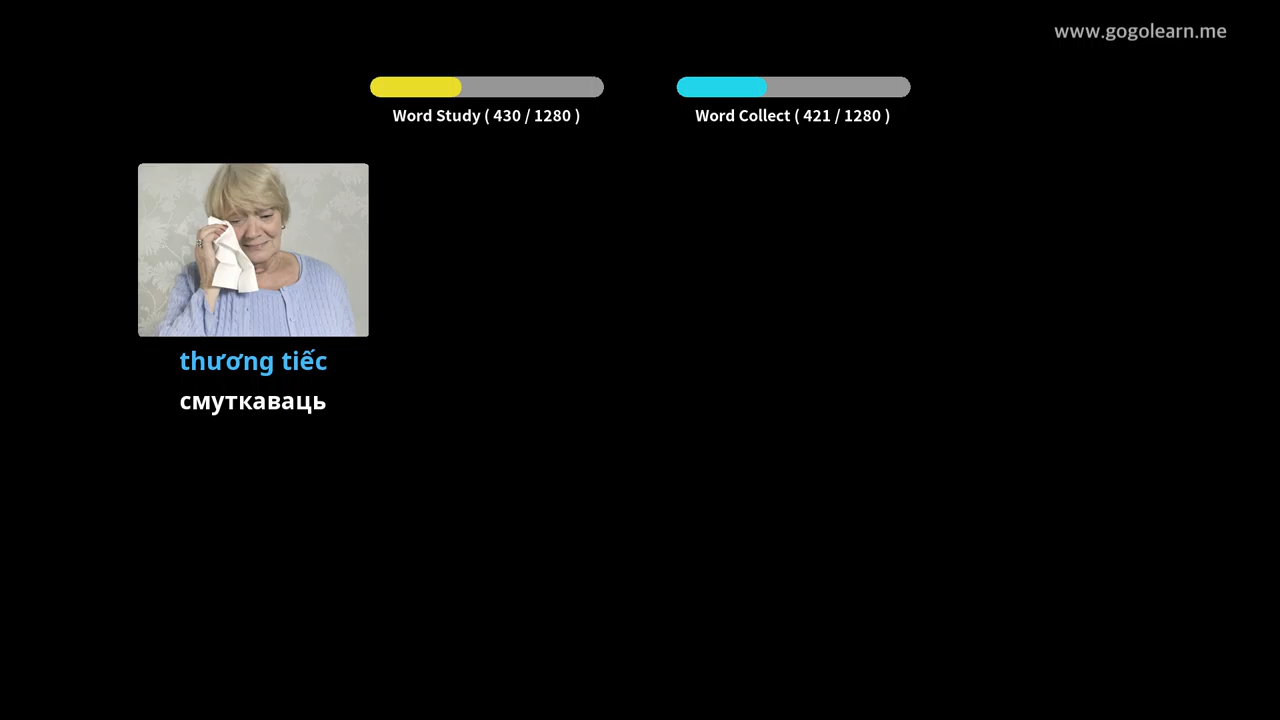 www.gogolearn.me
Word Study ( 430 / 1280 )
Word Collect ( 421 / 1280 )
thương tiếc
смуткаваць